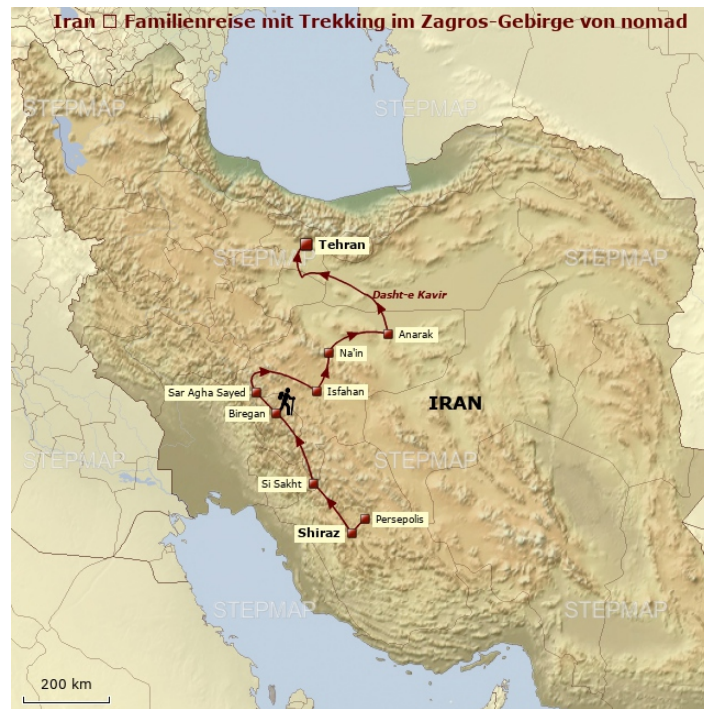 Iran □ Familienreise mit Trekking im Zagros-Gebirge von nomad
STEPMAP
STEPMAP
Tehran
STEPMAP
STEPMAP
Dasht-e Kavir
Anarak
Na'in
Sar Agha Sayed
Isfahan
Biregan
IRAN
STEPMAP
STEPMAP
Si Sakht
Persepolis
Shiraz
STEPMAP
STEPMAP
200 km